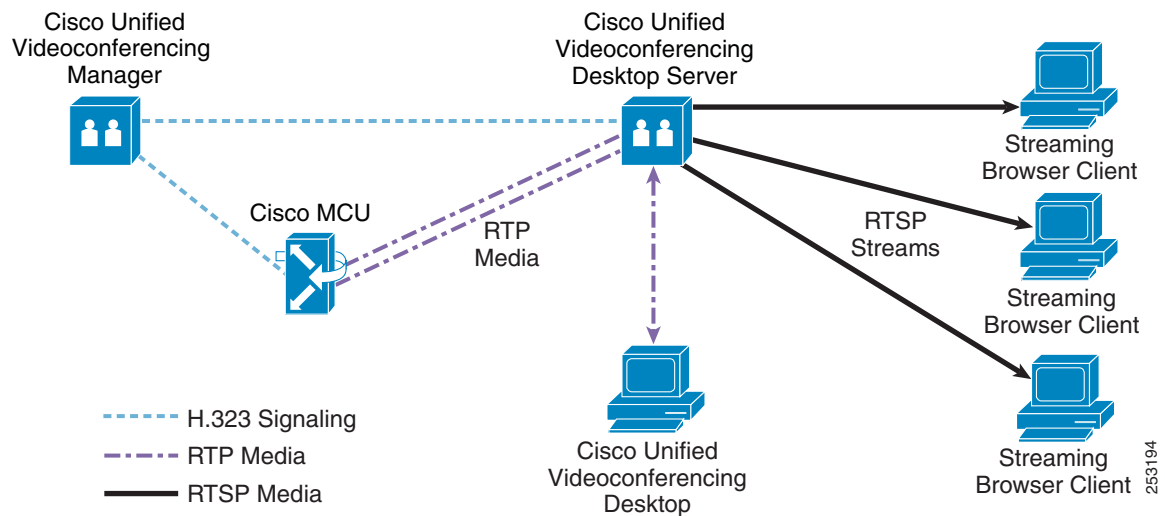 Cisco Unified
Videoconferencing
Manager
Cisco Unified
Videoconferencing
Desktop Server
Streaming
Browser Client
Cisco MCU
RTP
Media
RTSP
Streams
Streaming
Browser Client
H.323 Signaling
RTP Media
RTSP Media
Cisco Unified
Videoconferencing
Desktop
Streaming
Browser Client
253194